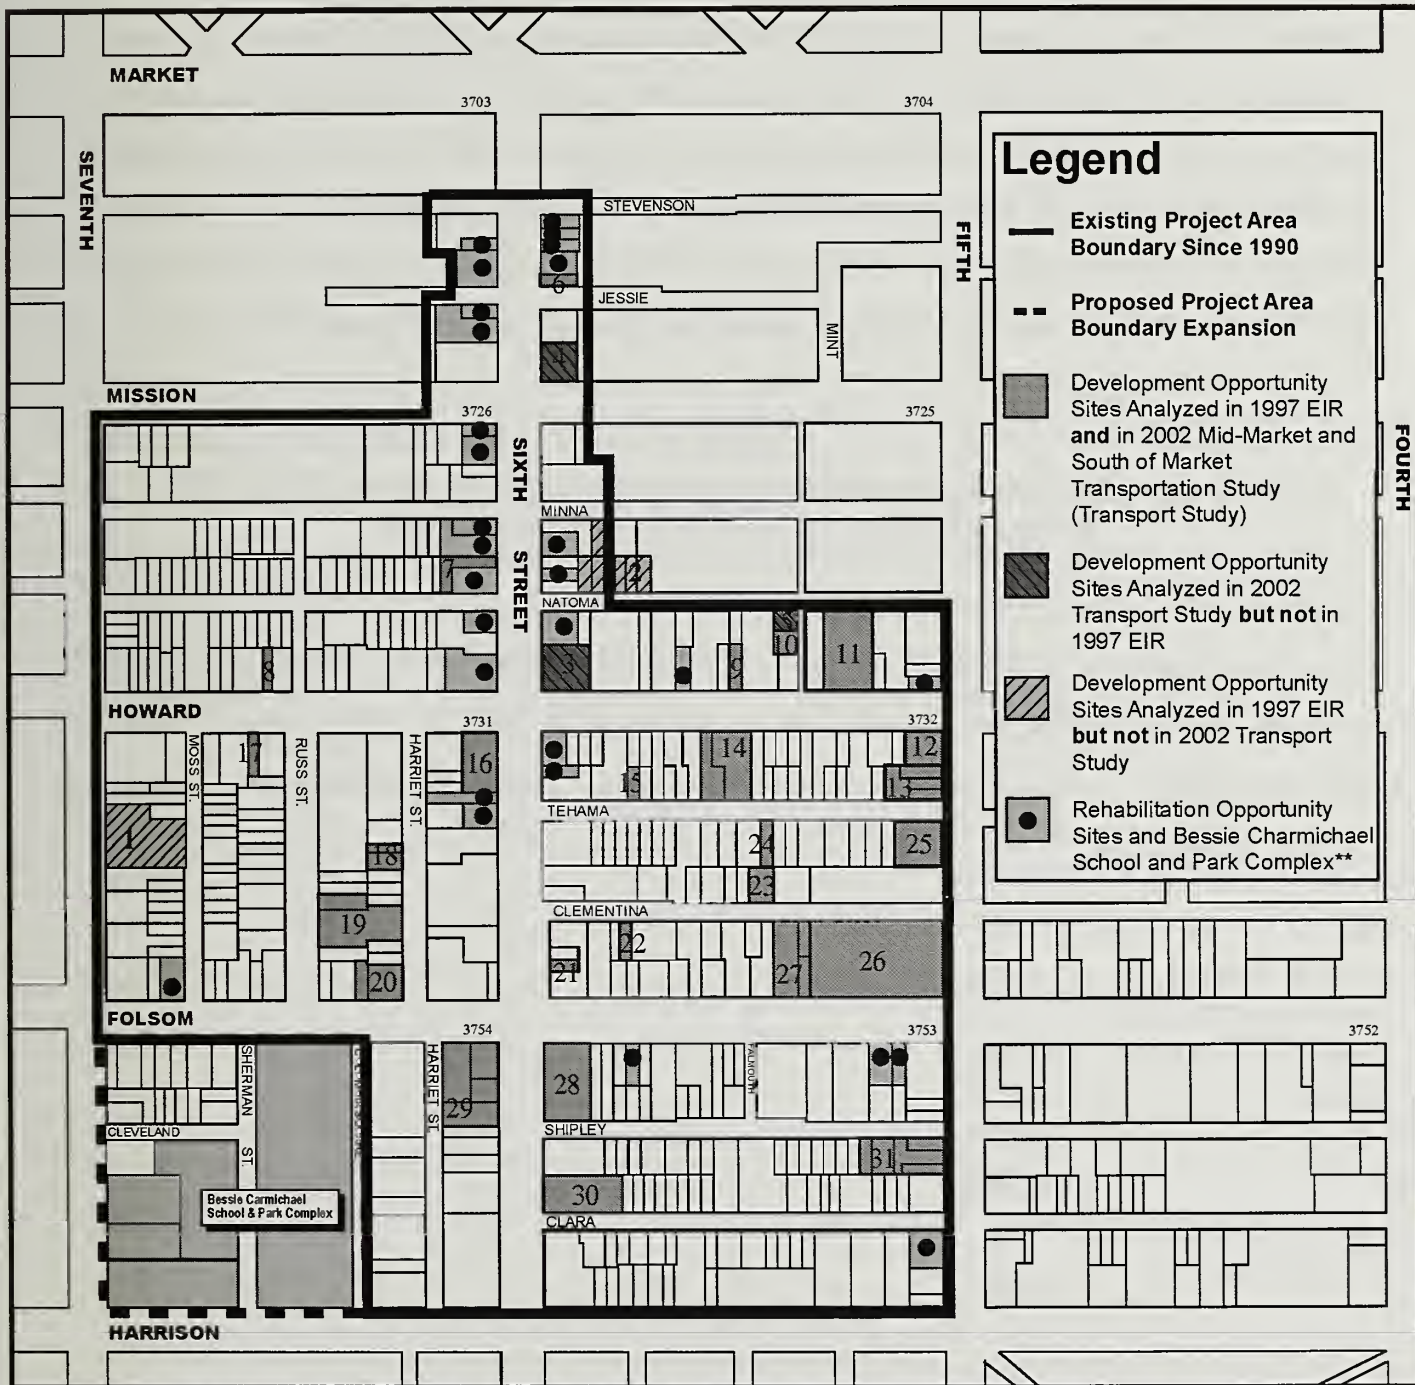 MARKET
3703
3704
SEVENTH
Legend
STEVENSON
Existing Project Area
Boundary Since 1990
FIFTH
6
JESSIE
Proposed Project Area
Boundary Expansion
MINT
4
Development Opportunity
Sites Analyzed in 1997 EIR
and in 2002 Mid-Market and
South of Market
Transportation Study
(Transport Study)
MISSION
3726
3725
SIXTH
STREET
FOURTH
MINNA
7
2
Development Opportunity
Sites Analyzed in 2002
Transport Study but not in
1997 EIR
NATOMA
8
3
9
10
11
Development Opportunity
Sites Analyzed in 1997 EIR
but not in 2002 Transport
Study
HOWARD
3731
3732
MOSS ST.
17
RUSS ST.
HARRIET ST.
16
15
14
12
13
TEHAMA
Rehabilitation Opportunity
Sites and Bessie Charmichael
School and Park Complex**
1
18
24
25
23
19
CLEMENTINA
22
21
20
27
26
FOLSOM
3754
3753
3752
SHERMAN
ST.
HARRIET ST.
29
28
FALMOUTH
CLEVELAND
SHIPLEY
31
Bessie Carmichael
School & Park Complex
30
CLARA
HARRISON